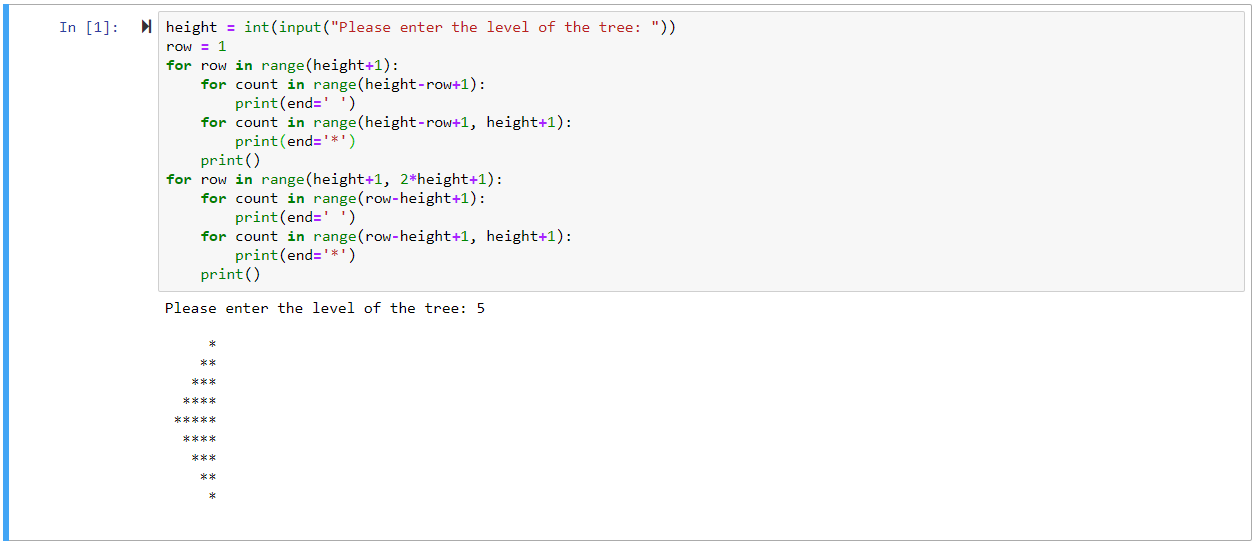 In [1]:
height = int(input("Please enter the level of the tree: "))
row = 1
for row in range(height+1):
    for count in range(height-row+1):
        print(end=' ')
    for count in range(height-row+1, height+1):
        print(end='*')
    print()
for row in range(height+1, 2*height+1):
    for count in range(row-height+1):
        print(end=' ')
    for count in range(row-height+1, height+1):
        print(end='*')
    print()
Please enter the level of the tree: 5
     *
    **
   ***
  ****
 *****
  ****
   ***
    **
     *